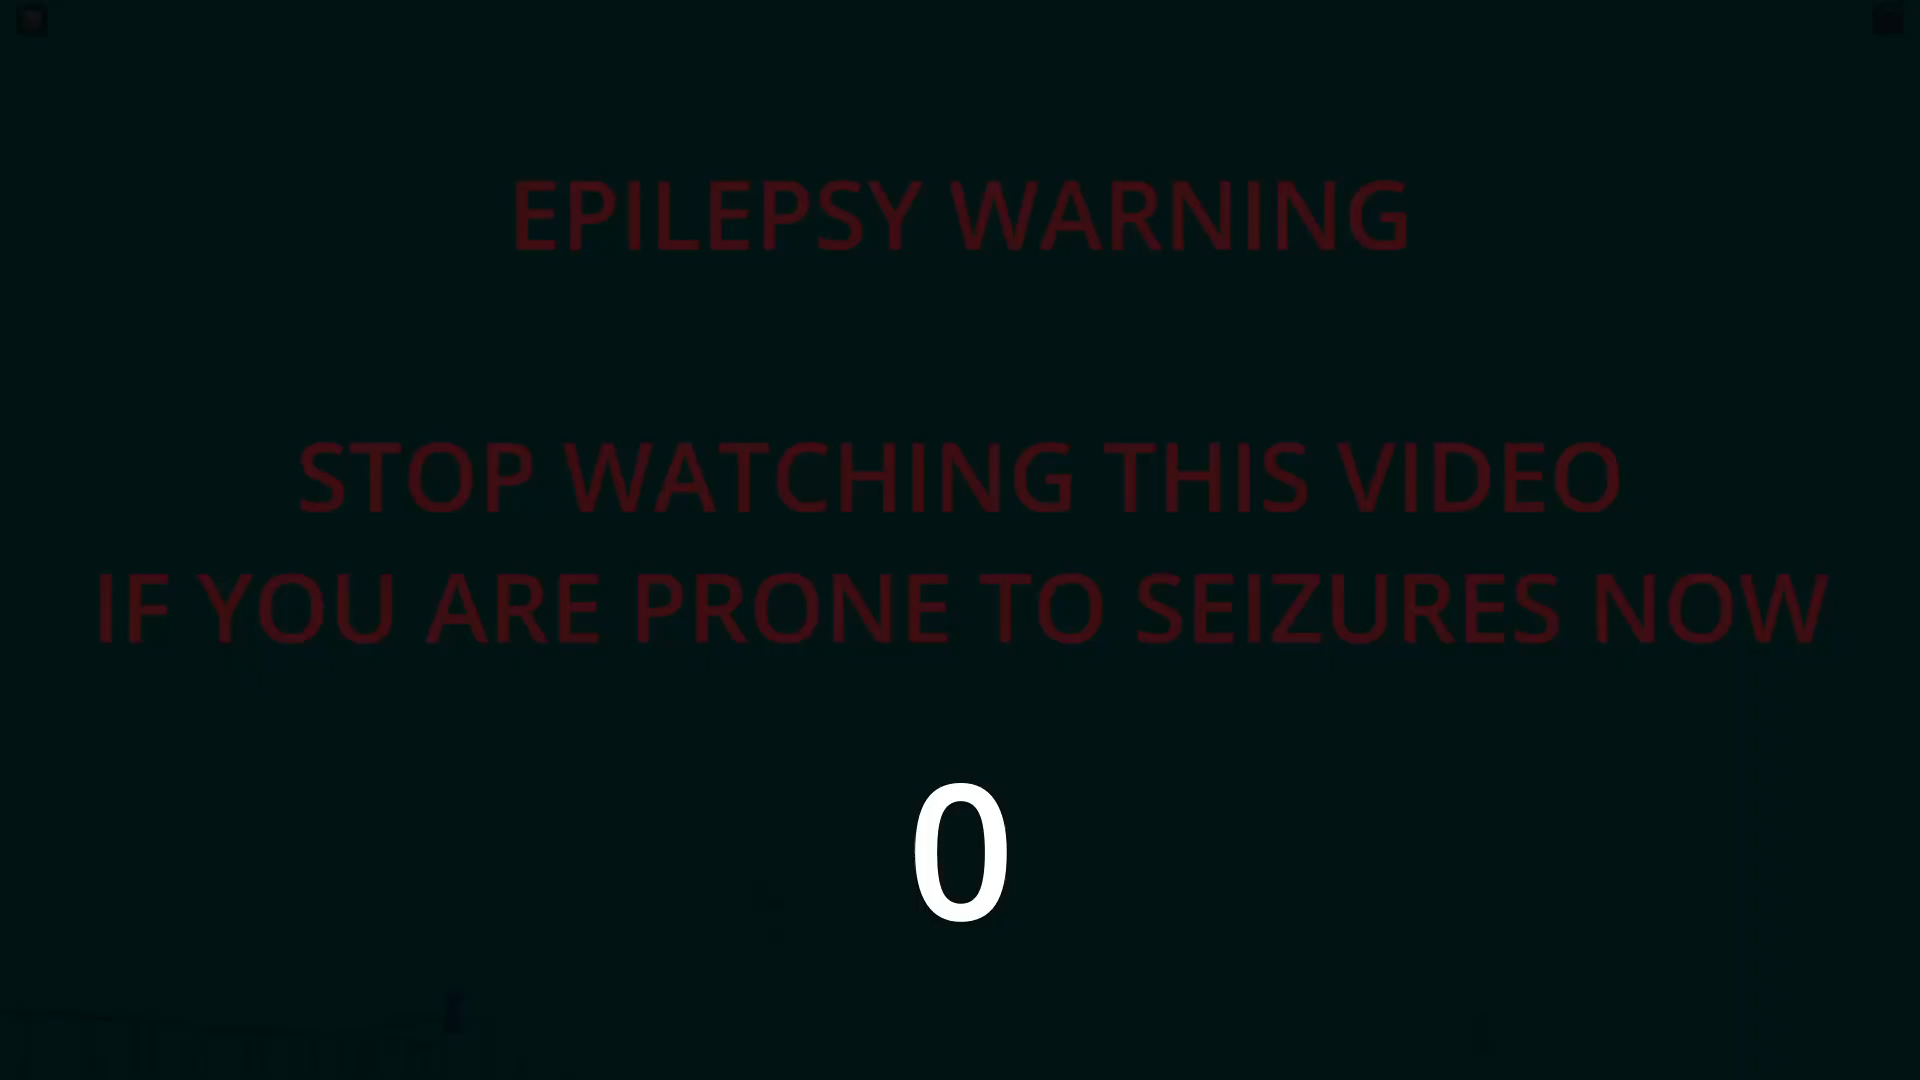 EPILEPSY WARNING
STOP WATCHING THIS VIDEO
IF YOU ARE PRONE TO SEIZURES NOW
0